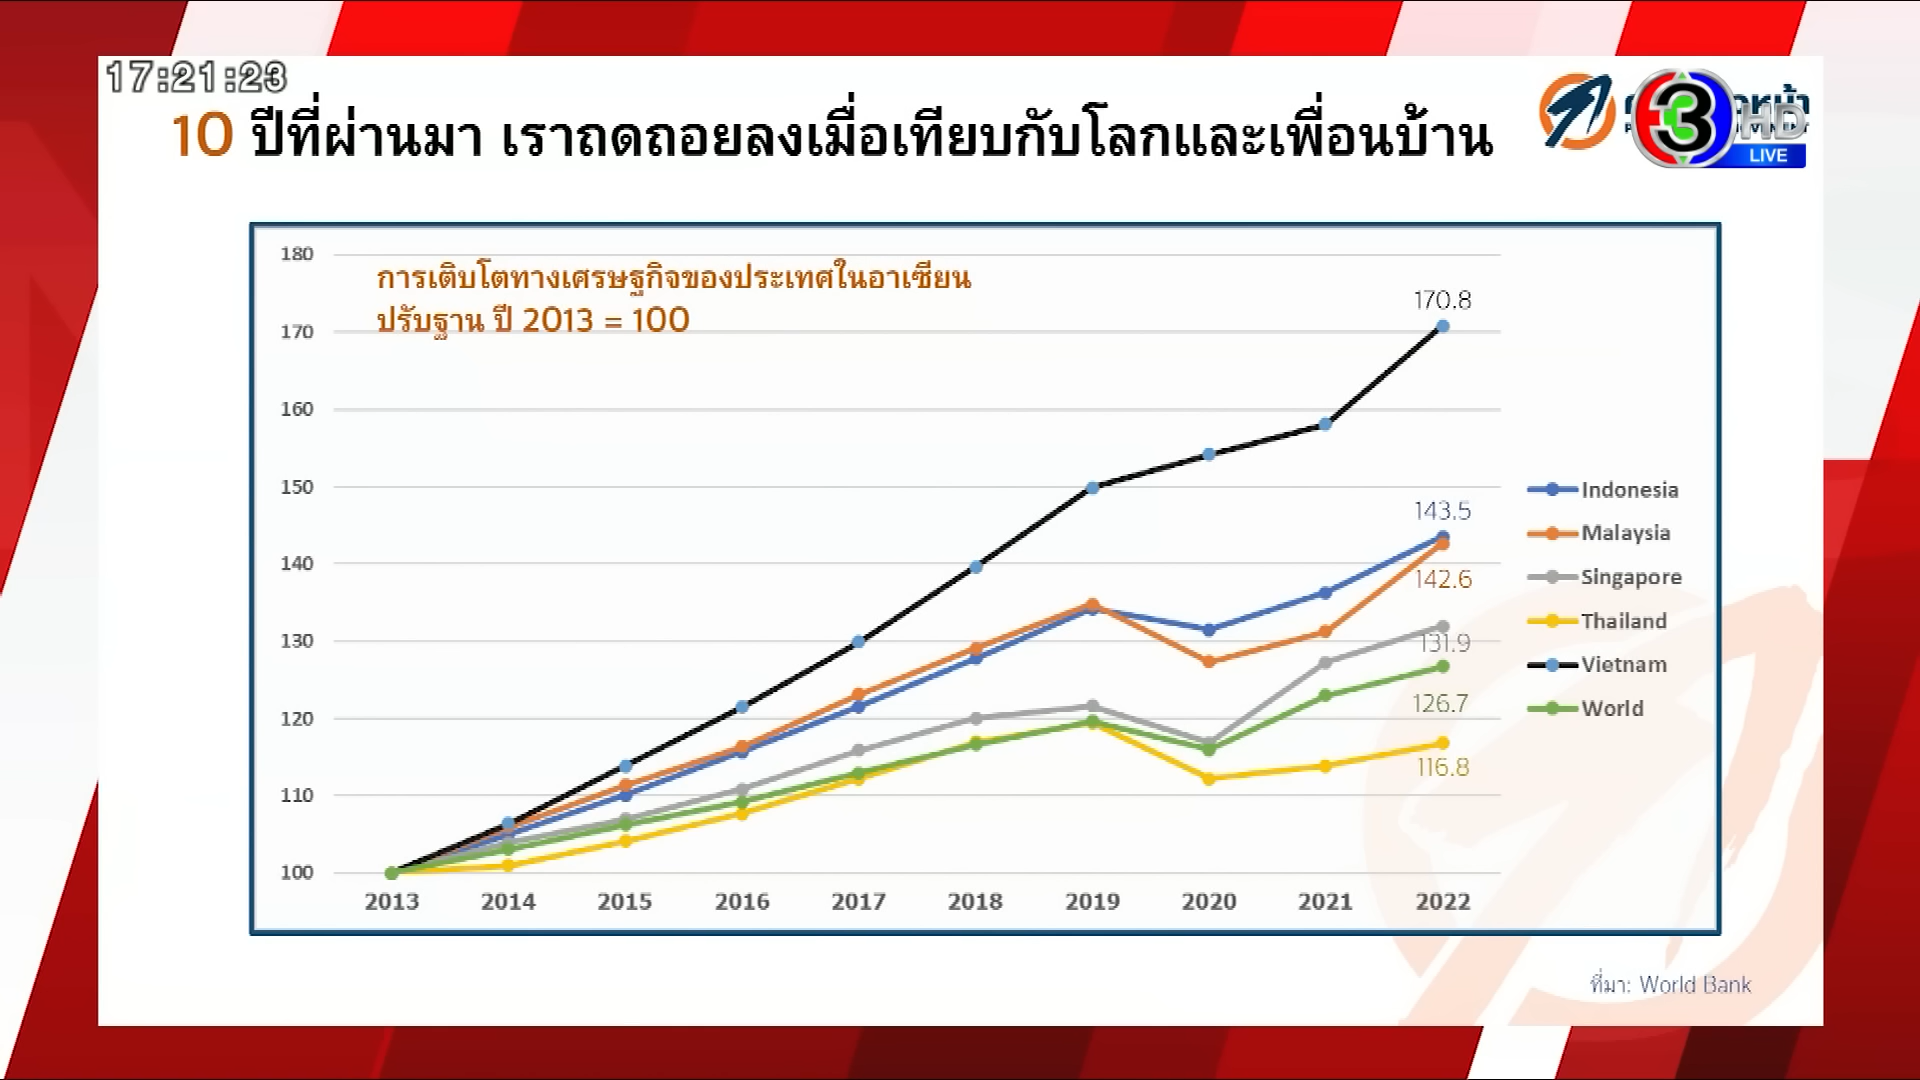 17:21:23
10 ปีที่ผ่านมา เราถดถอยลงเมื่อเทียบกับโลกและเพื่อนบ้าน
3 HD
LIVE
การเติบโตทางเศรษฐกิจของประเทศในอาเซียน
ปรับฐาน ปี 2013 = 100
180
170
160
150
140
130
120
110
100
170.8
143.5
142.6
131.9
126.7
116.8
Indonesia
Malaysia
Singapore
Thailand
Vietnam
World
2013 2014 2015 2016 2017 2018 2019 2020 2021 2022
ที่มา: World Bank